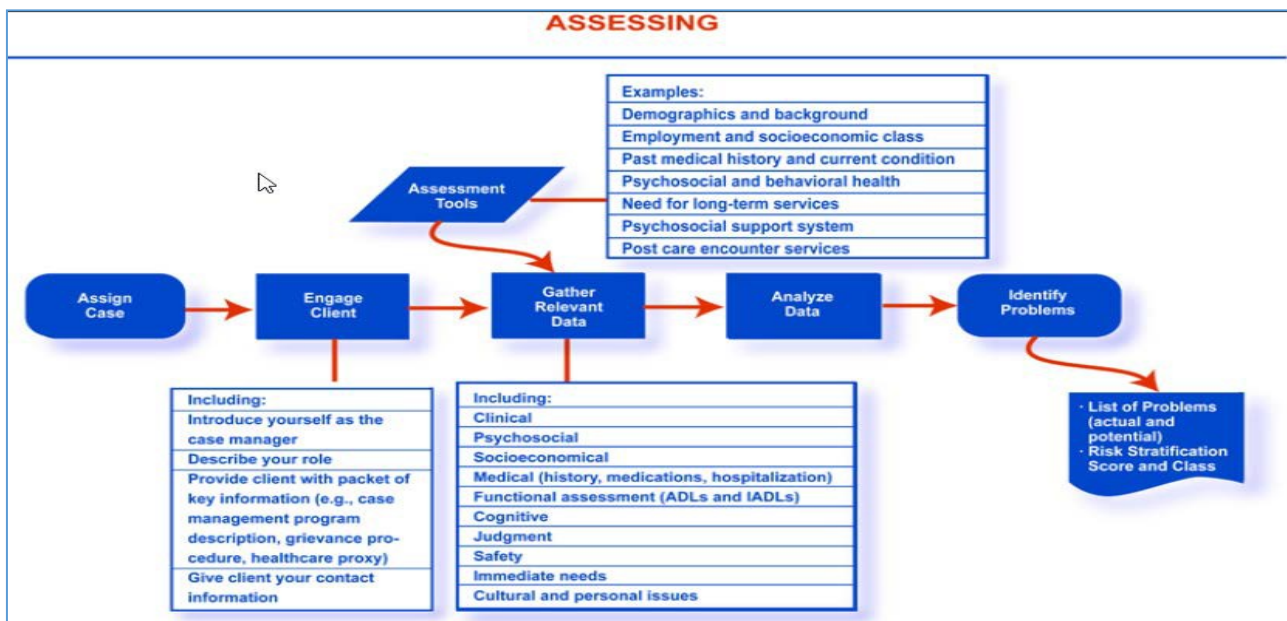 ASSESSING
Examples:
Demographics and background
Employment and socioeconomic class
Past medical history and current condition
Psychosocial and behavioral health
Need for long-term services
Psychosocial support system
Post care encounter services
Assessment
Tools
Assign
Case
Engage
Client
Gather
Relevant
Data
Analyze
Data
Identify
Problems
Including:
Introduce yourself as the
case manager
Describe your role
Provide client with packet of
key information (e.g., case
management program
description, grievance pro-
cedure, healthcare proxy)
Give client your contact
information
Including:
Clinical
Psychosocial
Socioeconomical
Medical (history, medications, hospitalization)
Functional assessment (ADLs and IADLs)
Cognitive
Judgment
Safety
Immediate needs
Cultural and personal issues
· List of Problems
(actual and
potential)
· Risk Stratification
Score and Class